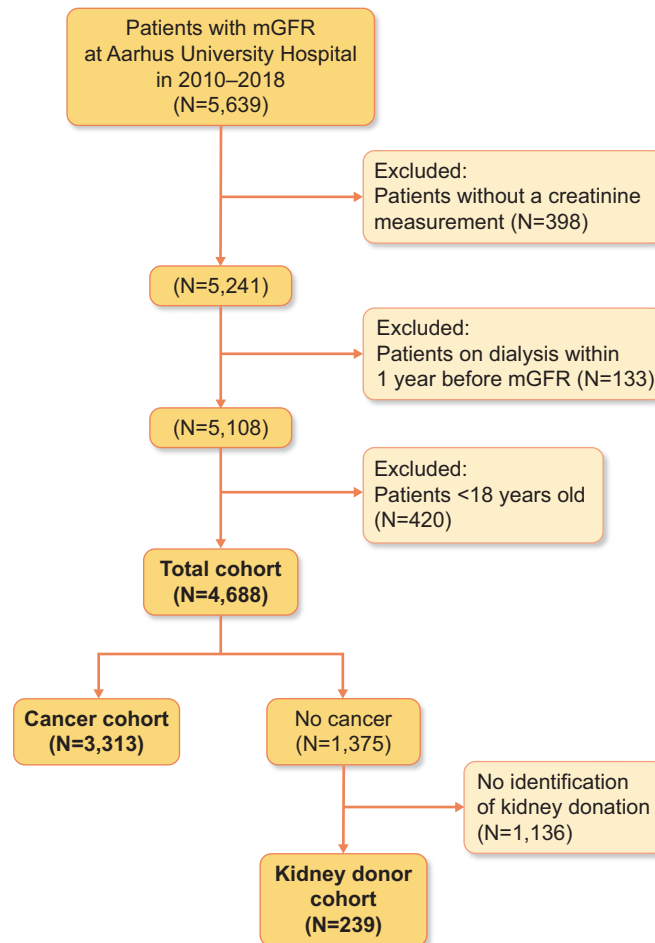 Patients with mGFR
at Aarhus University Hospital
in 2010–2018
(N=5,639)
Excluded:
Patients without a creatinine
measurement (N=398)
(N=5,241)
Excluded:
Patients on dialysis within
1 year before mGFR (N=133)
(N=5,108)
Excluded:
Patients <18 years old
(N=420)
Total cohort
(N=4,688)
Cancer cohort
(N=3,313)
No cancer
(N=1,375)
No identification
of kidney donation
(N=1,136)
Kidney donor
cohort
(N=239)